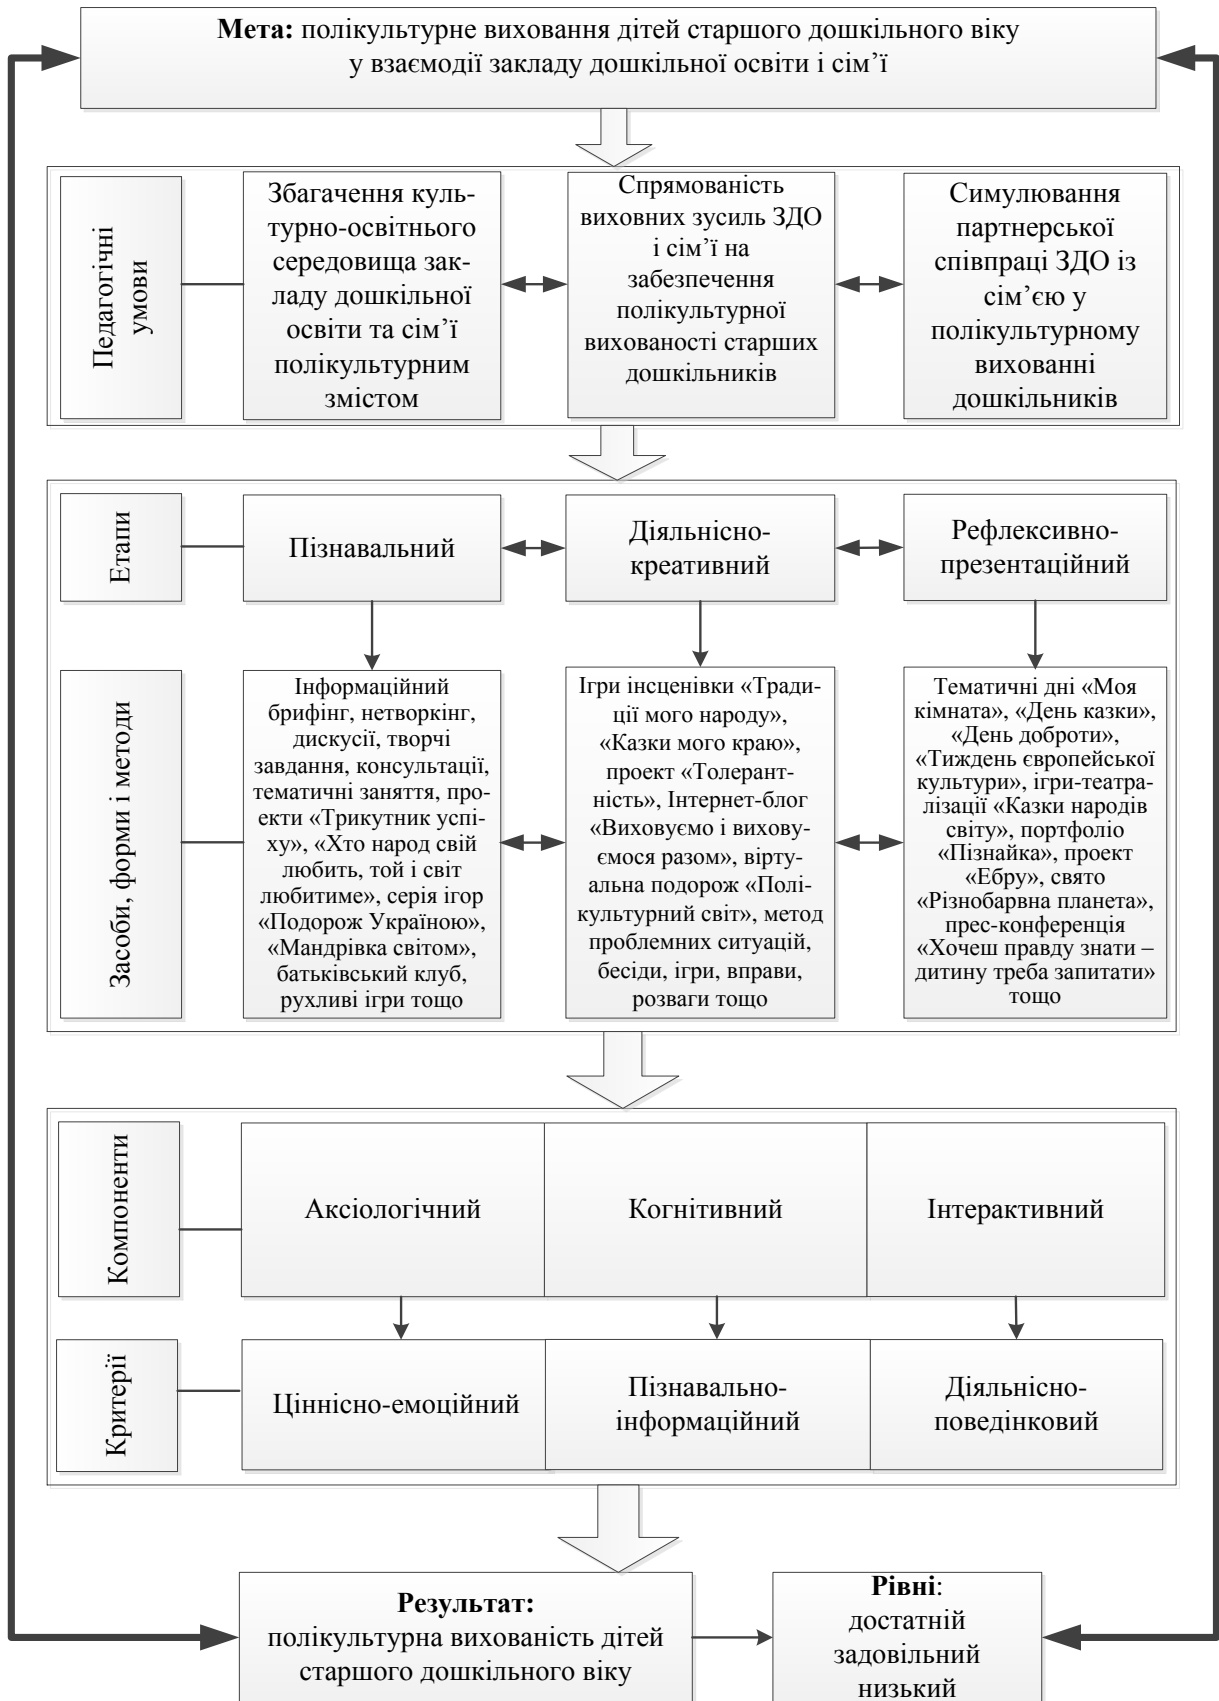 Мета: полікультурне виховання дітей старшого дошкільного віку
у взаємодії закладу дошкільної освіти і сім’ї
Педагогічні
умови
Збагачення куль-
турно-освітнього
середовища зак-
ладу дошкільної
освіти та сім’ї
полікультурним
змістом
Спрямованість
виховних зусиль ЗДО
і сім’ї на
забезпечення
полікультурної
вихованості старших
дошкільників
Симулювання
партнерської
співпраці ЗДО із
сім’єю у
полікультурному
вихованні
дошкільників
Етапи
Пізнавальний
Діяльнісно-
креативний
Рефлексивно-
презентаційний
Засоби, форми і методи
Інформаційний
брифінг, нетворкінг,
дискусії, творчі
завдання, консультації,
тематичні заняття, про-
екти «Трикутник успі-
ху», «Хто народ свій
любить, той і світ
любитиме», серія ігор
«Подорож Україною»,
«Мандрівка світом»,
батьківський клуб,
рухливі ігри тощо
Ігри інсценівки «Тради-
ції мого народу»,
«Казки мого краю»,
проект «Толерант-
ність», Інтернет-блог
«Виховуємо і вихову-
ємося разом», вірту-
альна подорож «Полі-
культурний світ», метод
проблемних ситуацій,
бесіди, ігри, вправи,
розваги тощо
Тематичні дні «Моя
кімната», «День казки»,
«День доброти»,
«Тиждень європейської
культури», ігри-театра-
лізації «Казки народів
світу», портфоліо
«Пізнайка», проект
«Ебру», свято
«Різнобарвна планета»,
прес-конференція
«Хочеш правду знати –
дитину треба запитати»
тощо
Компоненти
Аксіологічний
Когнітивний
Інтерактивний
Критерії
Ціннісно-емоційний
Пізнавально-
інформаційний
Діяльнісно-
поведінковий
Результат:
полікультурна вихованість дітей
старшого дошкільного віку
Рівні:
достатній
задовільний
низький